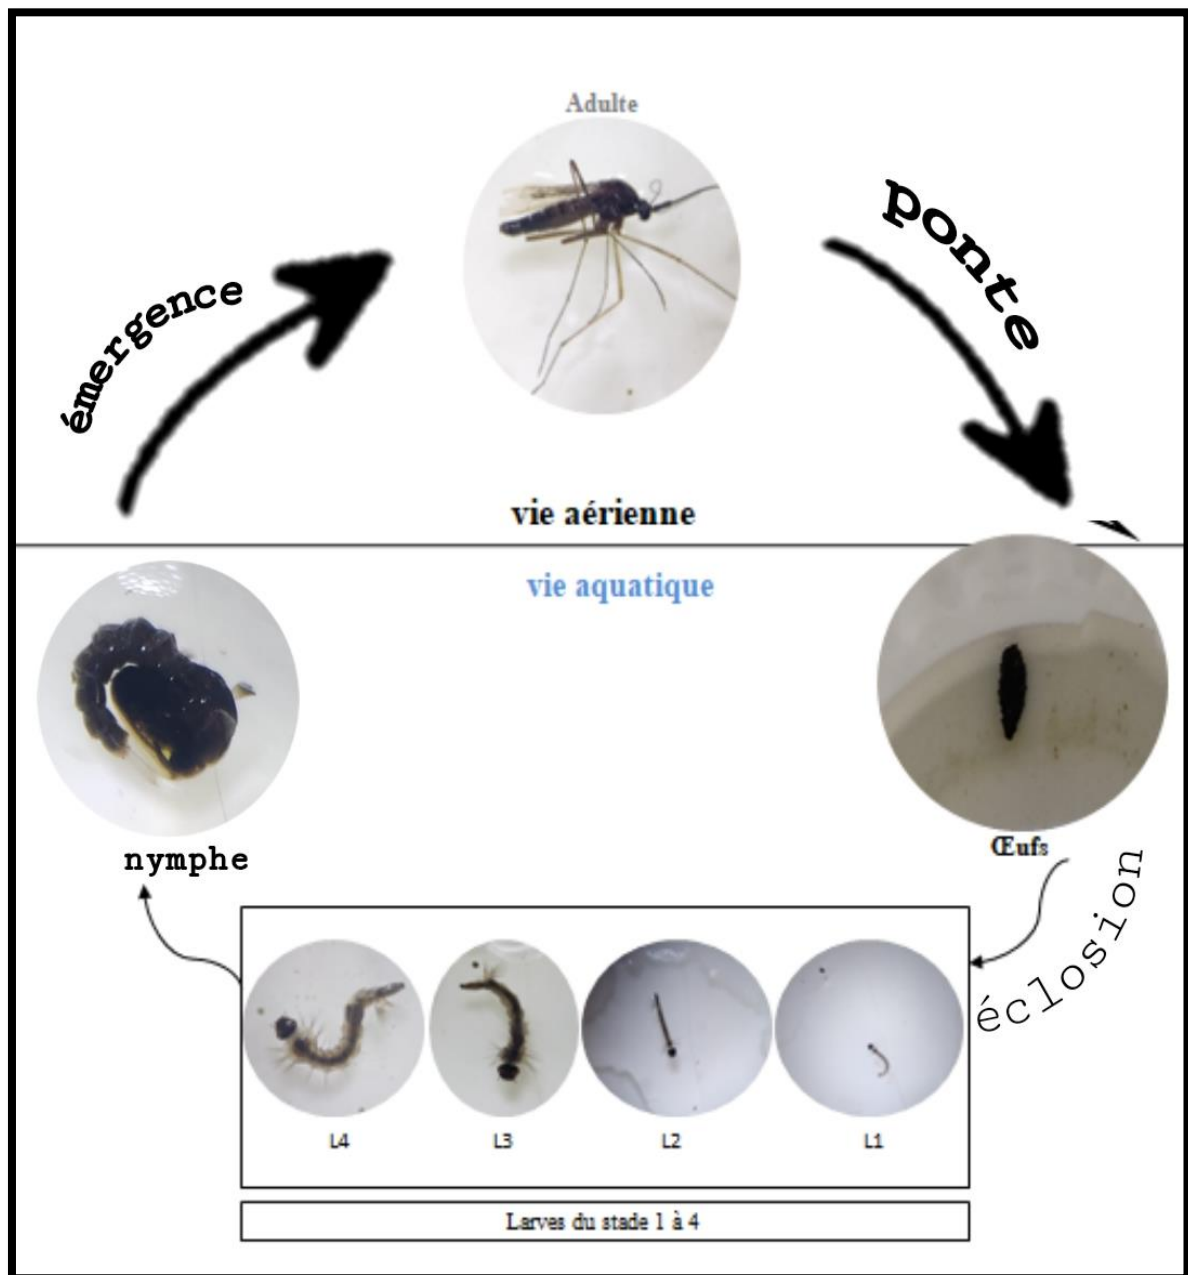 Adulte
émergence
ponte
vie aérienne
vie aquatique
nymphe
Œufs
éclosion
L4
L3
L2
L1
Larves du stade 1 à 4